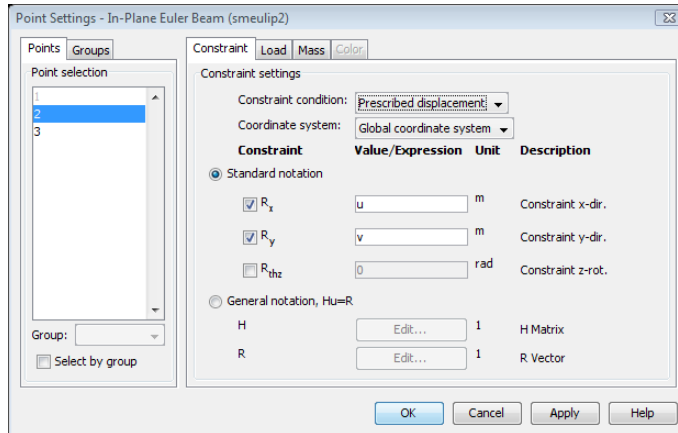 Point Settings - In-Plane Euler Beam (smeulip2)
Points Groups
Point selection
1
2
3
Group:
Select by group
Constraint Load Mass Color
Constraint settings
Constraint condition: Prescribed displacement
Coordinate system: Global coordinate system
Constraint Value/Expression Unit Description
Standard notation
Rx u m Constraint x-dir.
Ry v m Constraint y-dir.
Rthz 0 rad Constraint z-rot.
General notation, Hu=R
H Edit... 1 H Matrix
R Edit... 1 R Vector
OK Cancel Apply Help